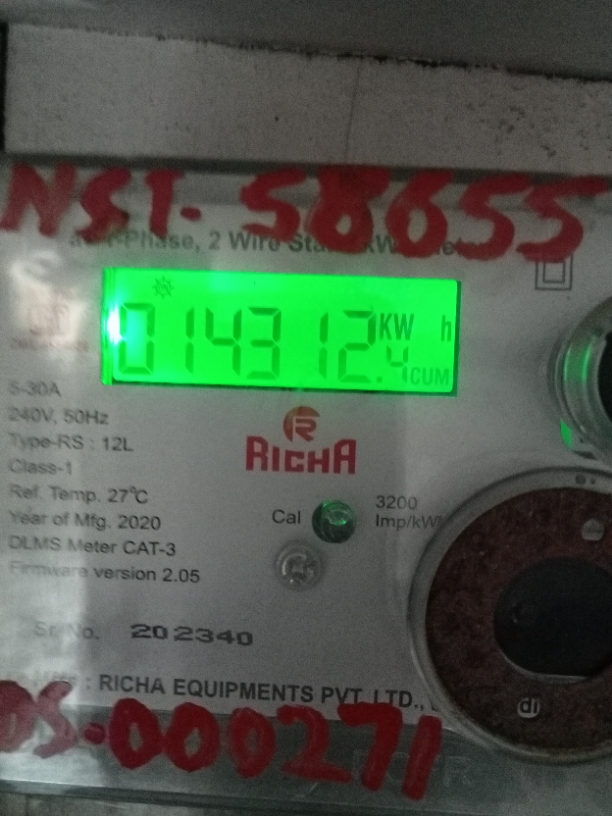 NST- 58655
Phase, 2 Wire Sta
014312.4 KW h
CUM
5-30A
240V, 50Hz
Type-RS : 12L
Class-1
Ref. Temp. 27°C
Year of Mfg. 2020
DLMS Meter CAT-3
Firmware version 2.05
RICHA
Cal
3200
Imp/kW
Sr. No. 202340
: RICHA EQUIPMENTS PVT. LTD.,
DS-000271